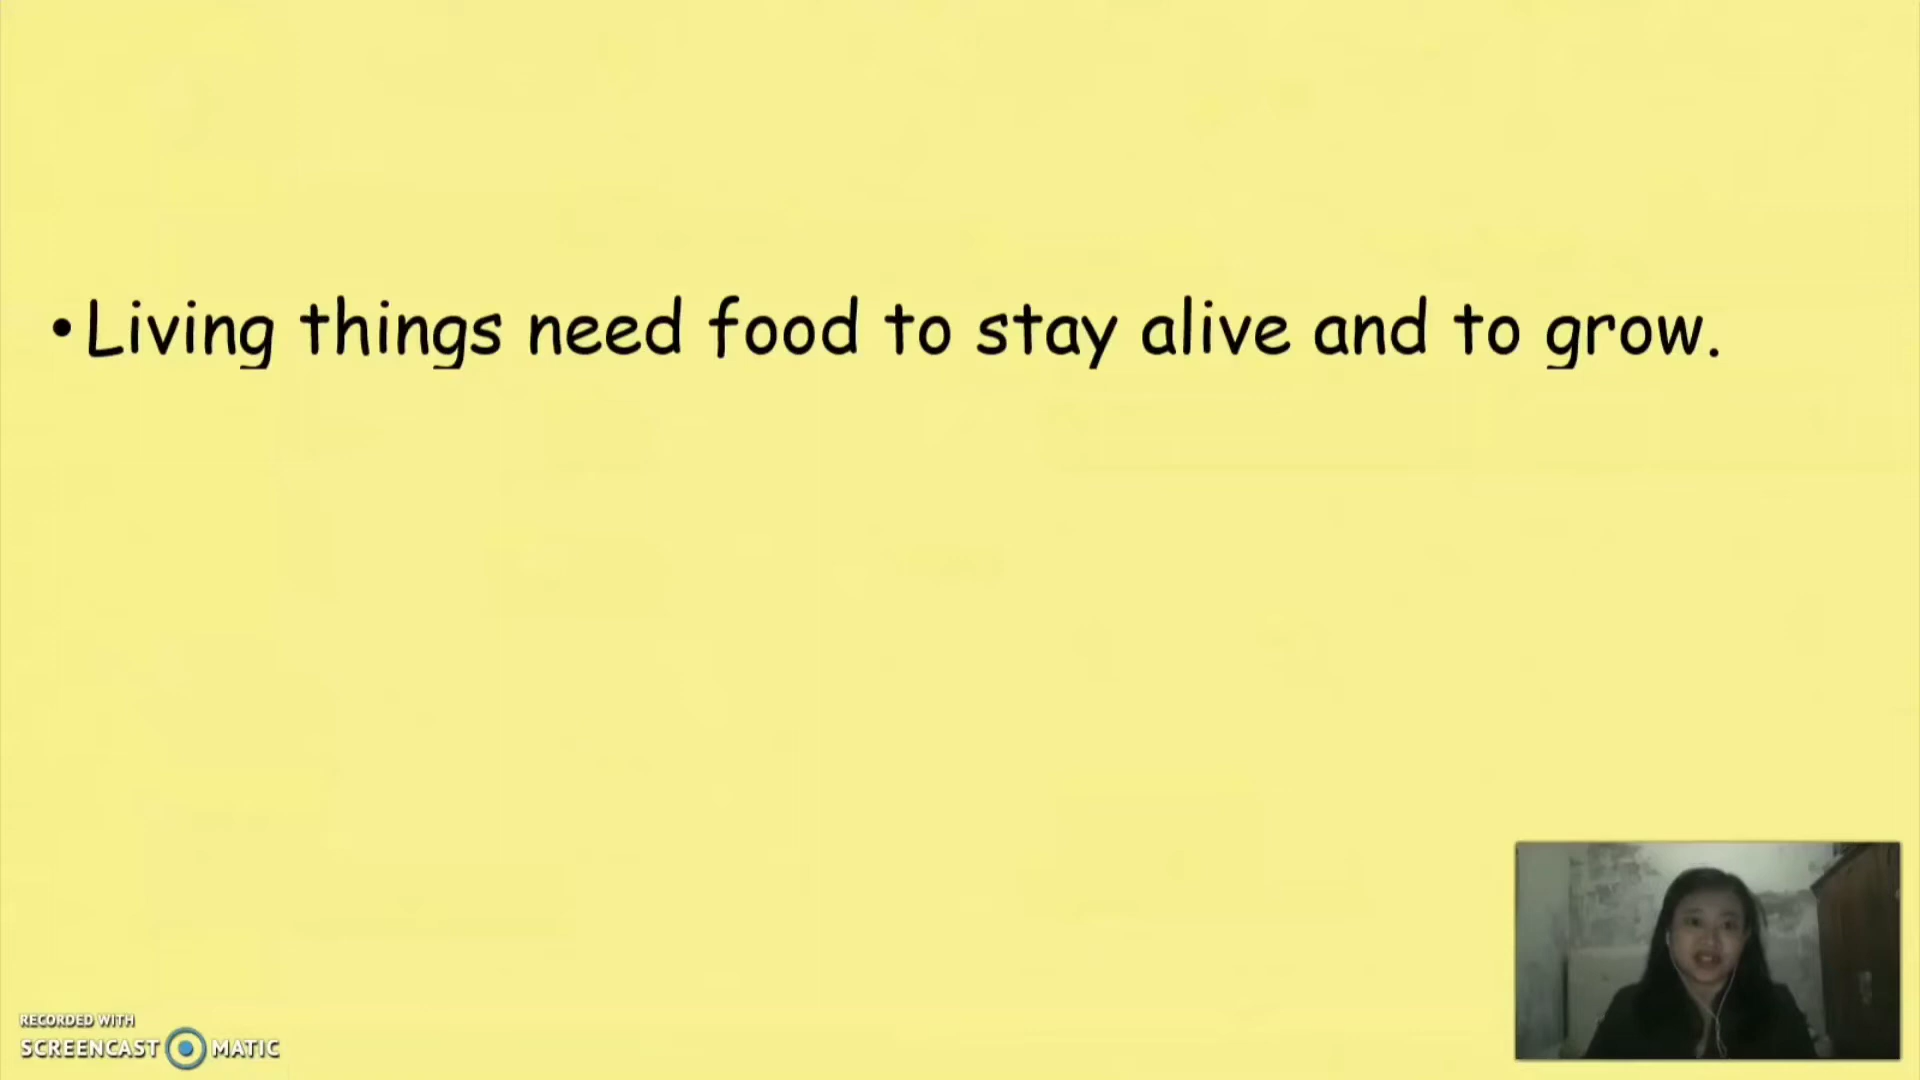 • Living things need food to stay alive and to grow.
RECORDED WITH
SCREENCAST MATIC